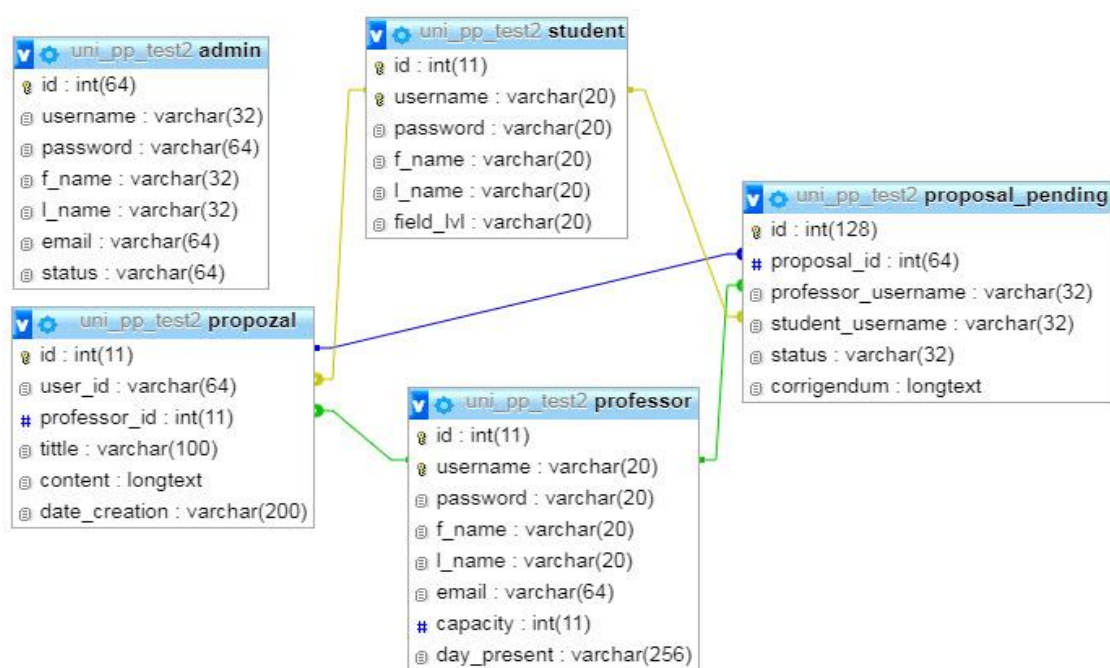 uni_pp_test2 admin
id : int(64)
username : varchar(32)
password : varchar(64)
f_name : varchar(32)
l_name : varchar(32)
email : varchar(64)
status : varchar(64)
uni_pp_test2 student
id : int(11)
username : varchar(20)
password : varchar(20)
f_name : varchar(20)
l_name : varchar(20)
field_lvl : varchar(20)
uni_pp_test2 proposal_pending
id : int(128)
# proposal_id : int(64)
professor_username : varchar(32)
student_username : varchar(32)
status : varchar(32)
corrigendum : longtext
uni_pp_test2 propozal
id : int(11)
user_id : varchar(64)
# professor_id : int(11)
tittle : varchar(100)
content : longtext
date_creation : varchar(200)
uni_pp_test2 professor
id : int(11)
username : varchar(20)
password : varchar(20)
f_name : varchar(20)
l_name : varchar(20)
email : varchar(64)
# capacity : int(11)
day_present : varchar(256)